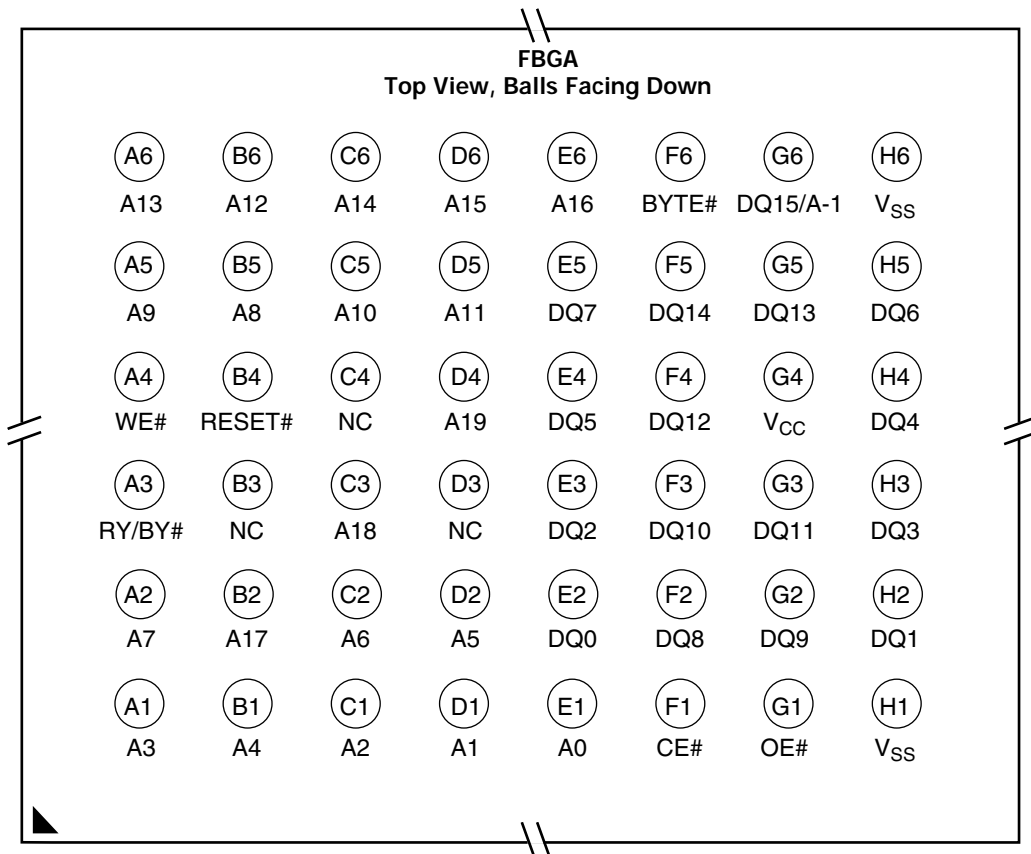 FBGA
Top View, Balls Facing Down
A6 B6 C6 D6 E6 F6 G6 H6
A13 A12 A14 A15 A16 BYTE# DQ15/A-1 VSS
A5 B5 C5 D5 E5 F5 G5 H5
A9 A8 A10 A11 DQ7 DQ14 DQ13 DQ6
A4 B4 C4 D4 E4 F4 G4 H4
WE# RESET# NC A19 DQ5 DQ12 VCC DQ4
A3 B3 C3 D3 E3 F3 G3 H3
RY/BY# NC A18 NC DQ2 DQ10 DQ11 DQ3
A2 B2 C2 D2 E2 F2 G2 H2
A7 A17 A6 A5 DQ0 DQ8 DQ9 DQ1
A1 B1 C1 D1 E1 F1 G1 H1
A3 A4 A2 A1 A0 CE# OE# VSS